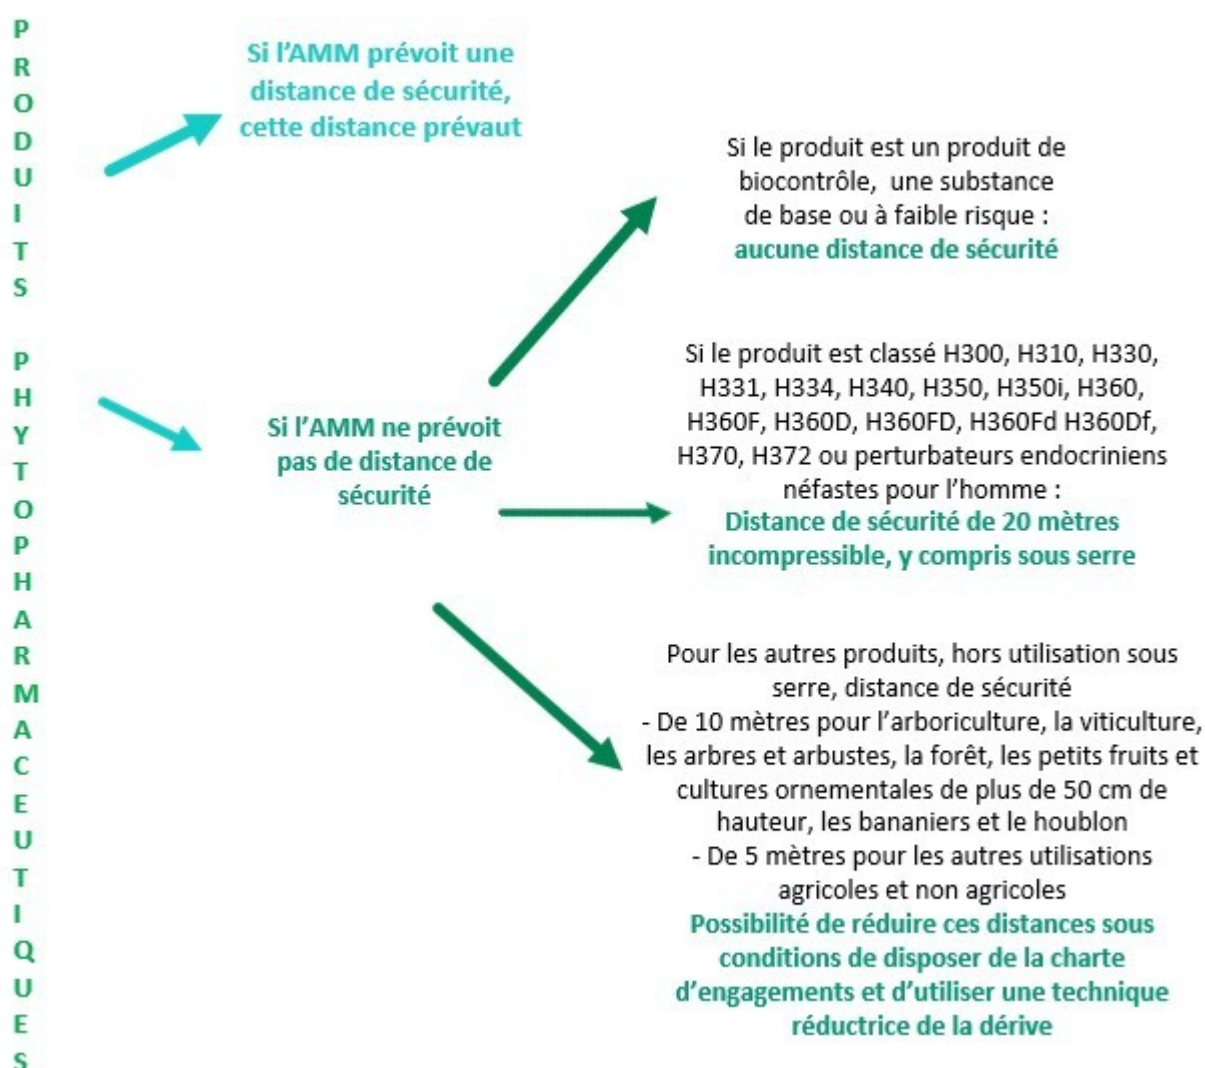 PRODUITS PHYTOPHARMACEUTIQUES
Si l'AMM prévoit une
distance de sécurité,
cette distance prévaut
Si l'AMM ne prévoit
pas de distance de
sécurité
Si le produit est un produit de
biocontrôle, une substance
de base ou à faible risque :
aucune distance de sécurité
Si le produit est classé H300, H310, H330,
H331, H334, H340, H350, H350i, H360,
H360F, H360D, H360FD, H360Fd H360Df,
H370, H372 ou perturbateurs endocriniens
néfastes pour l'homme :
Distance de sécurité de 20 mètres
incompressible, y compris sous serre
Pour les autres produits, hors utilisation sous
serre, distance de sécurité
- De 10 mètres pour l'arboriculture, la viticulture,
les arbres et arbustes, la forêt, les petits fruits et
cultures ornementales de plus de 50 cm de
hauteur, les bananiers et le houblon
- De 5 mètres pour les autres utilisations
agricoles et non agricoles
Possibilité de réduire ces distances sous
conditions de disposer de la charte
d'engagements et d'utiliser une technique
réductrice de la dérive